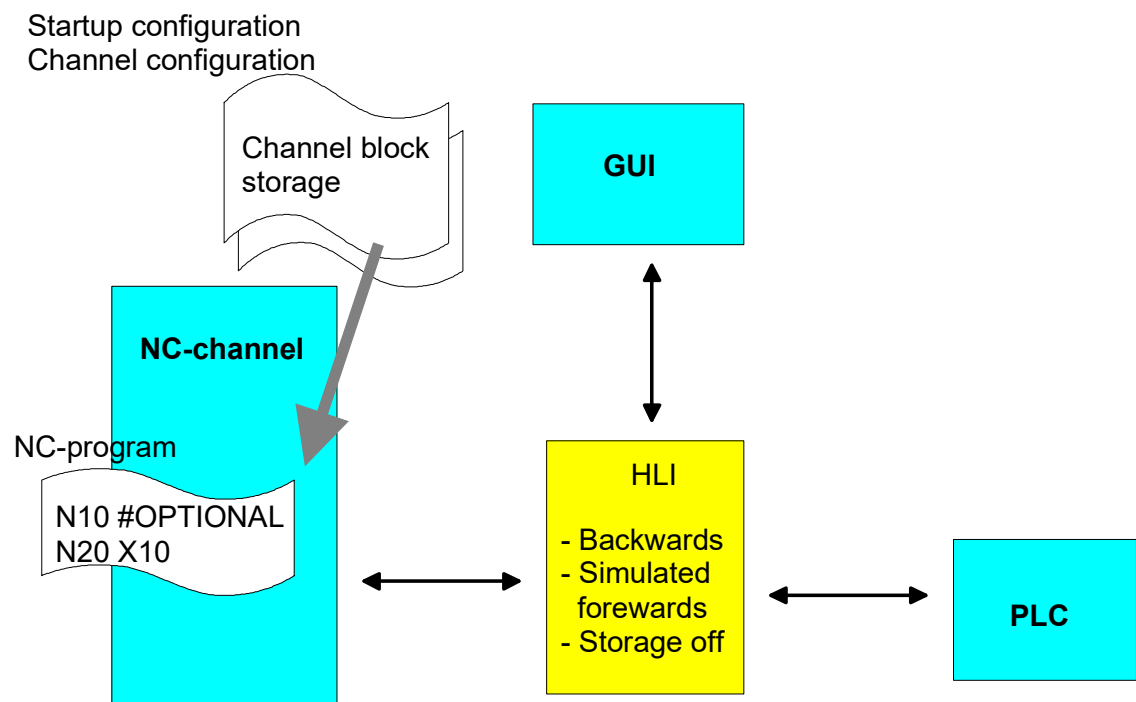 Startup configuration
Channel configuration
Channel block
storage
GUI
NC-channel
NC-program
N10 #OPTIONAL
N20 X10
HLI
- Backwards
- Simulated
forewards
- Storage off
PLC